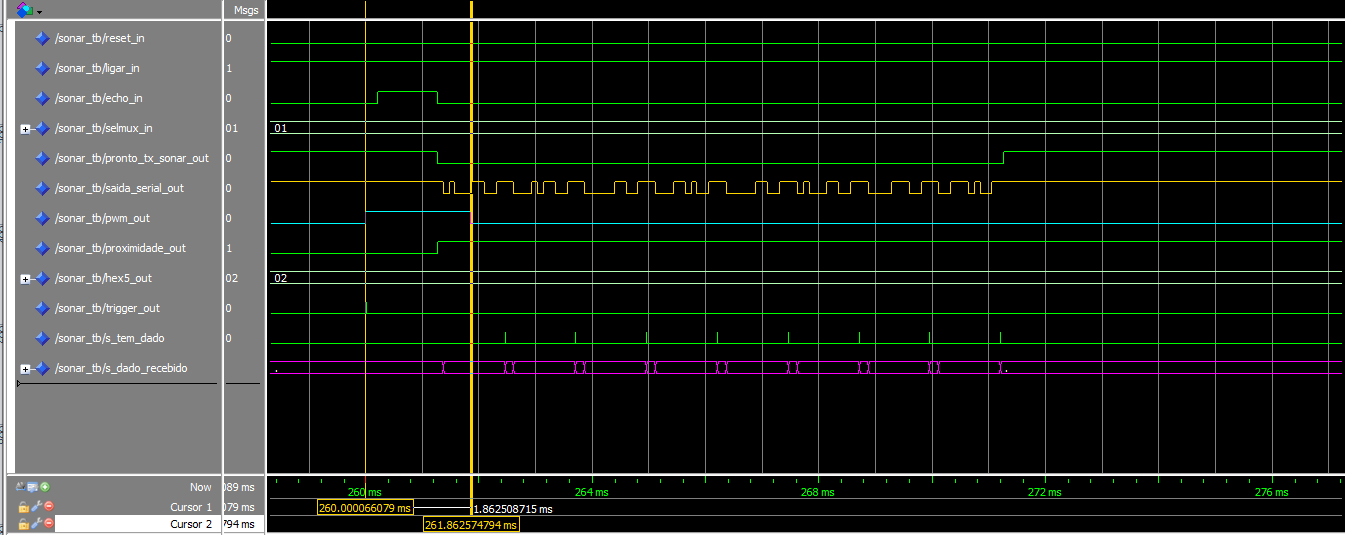 Msgs
/sonar_tb/reset_in 0
/sonar_tb/ligar_in 1
/sonar_tb/echo_in 0
/sonar_tb/selmux_in 01 01
/sonar_tb/pronto_tx_sonar_out 0
/sonar_tb/saida_serial_out 0
/sonar_tb/pwm_out 0
/sonar_tb/proximidade_out 1
/sonar_tb/hex5_out 02 02
/sonar_tb/trigger_out 0
/sonar_tb/s_tem_dado 0
/sonar_tb/s_dado_recebido . .
Now 089 ms 260 ms 264 ms 268 ms 272 ms 276 ms
Cursor 1 079 ms 260.000066079 ms 1.862508715 ms
Cursor 2 794 ms 261.862574794 ms